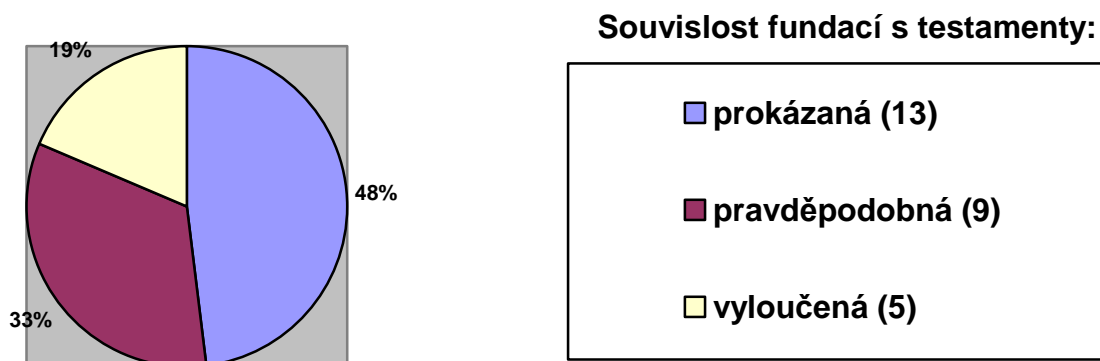 Souvislost fundací s testamenty:
19%
48%
33%
prokázaná (13)
pravděpodobná (9)
vyloučená (5)